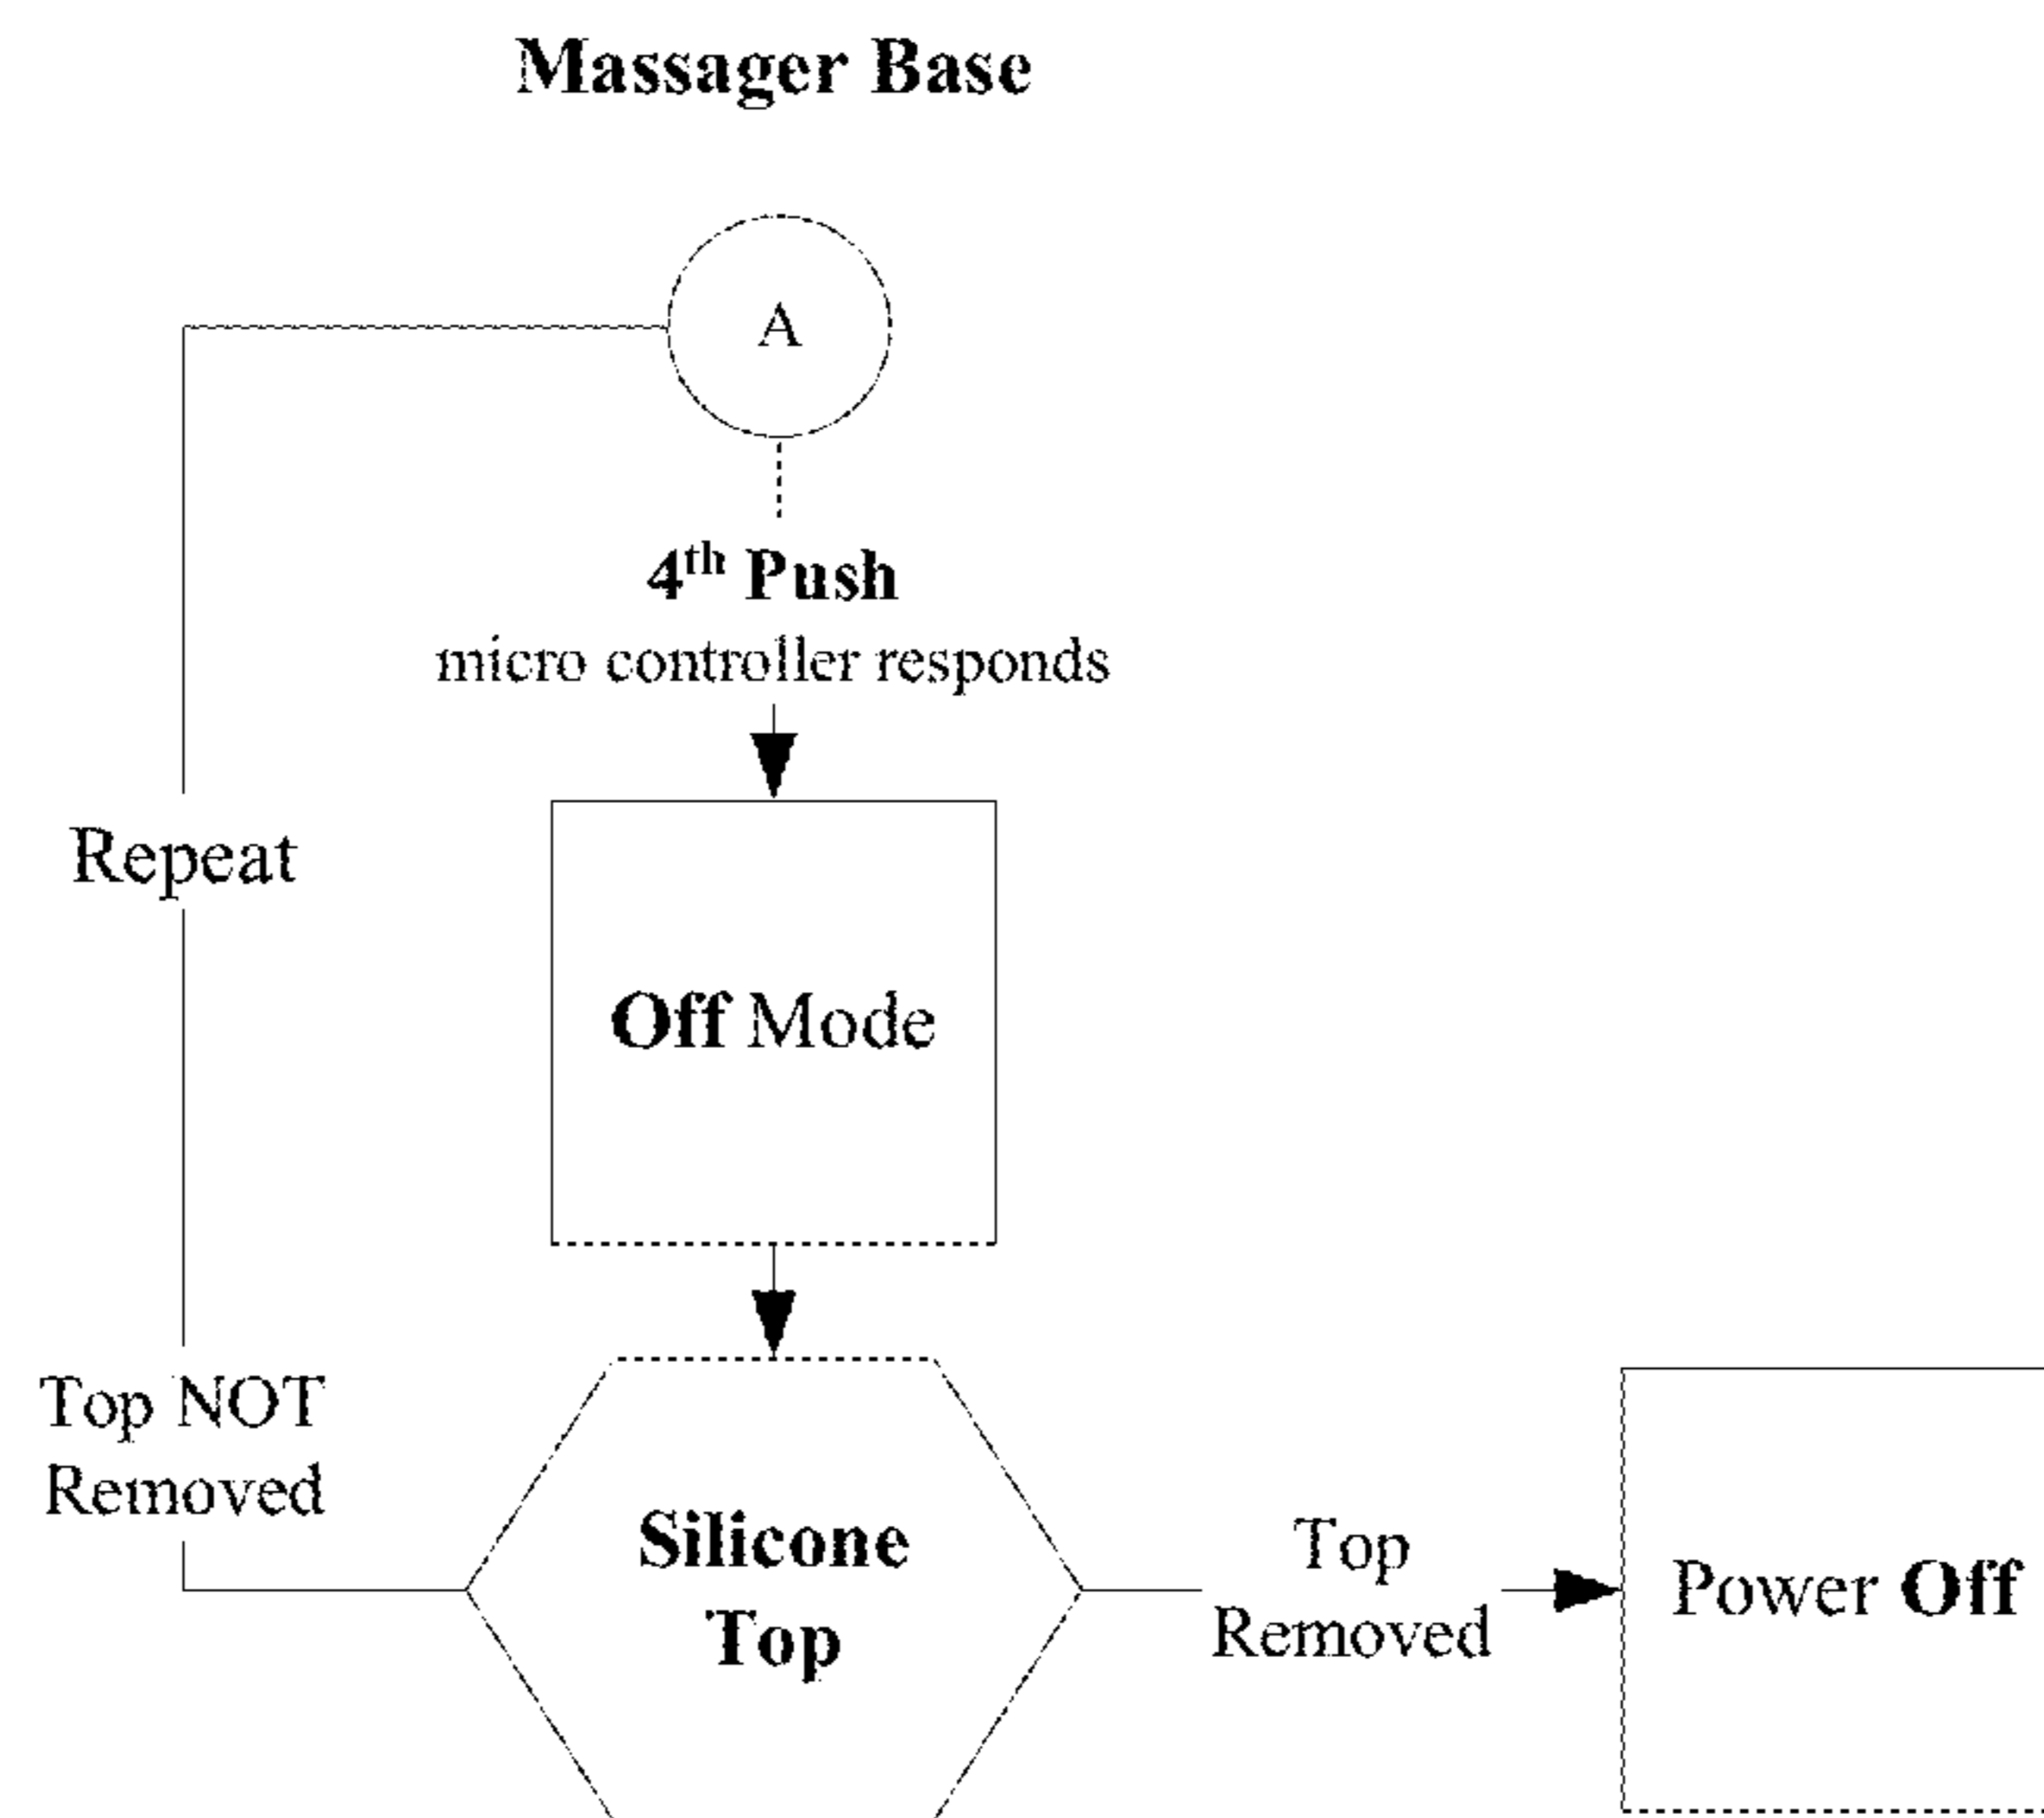 Massager Base
A
4th Push
micro controller responds
Repeat
Off Mode
Top NOT
Removed
Silicone
Top
Top
Removed
Power Off